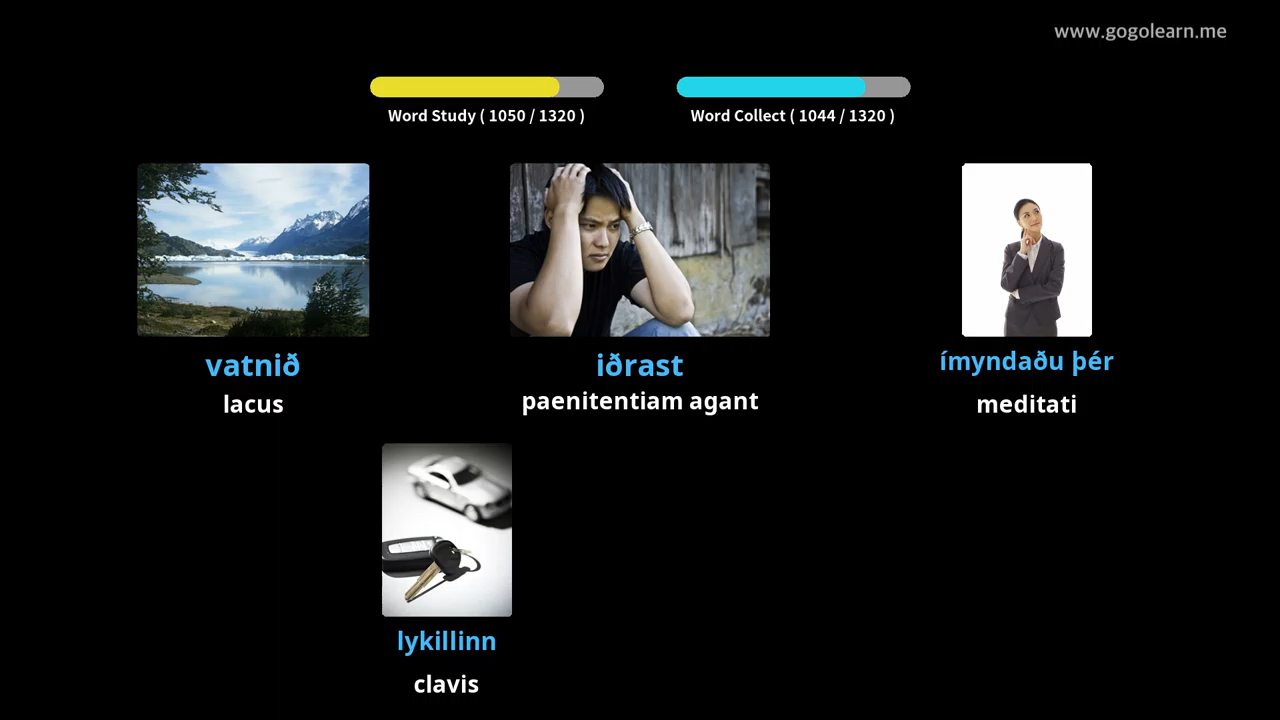 www.gogolearn.me
Word Study ( 1050 / 1320 )
Word Collect ( 1044 / 1320 )
vatnið
lacus
iðrast
paenitentiam agant
ímyndaðu þér
meditati
lykillinn
clavis